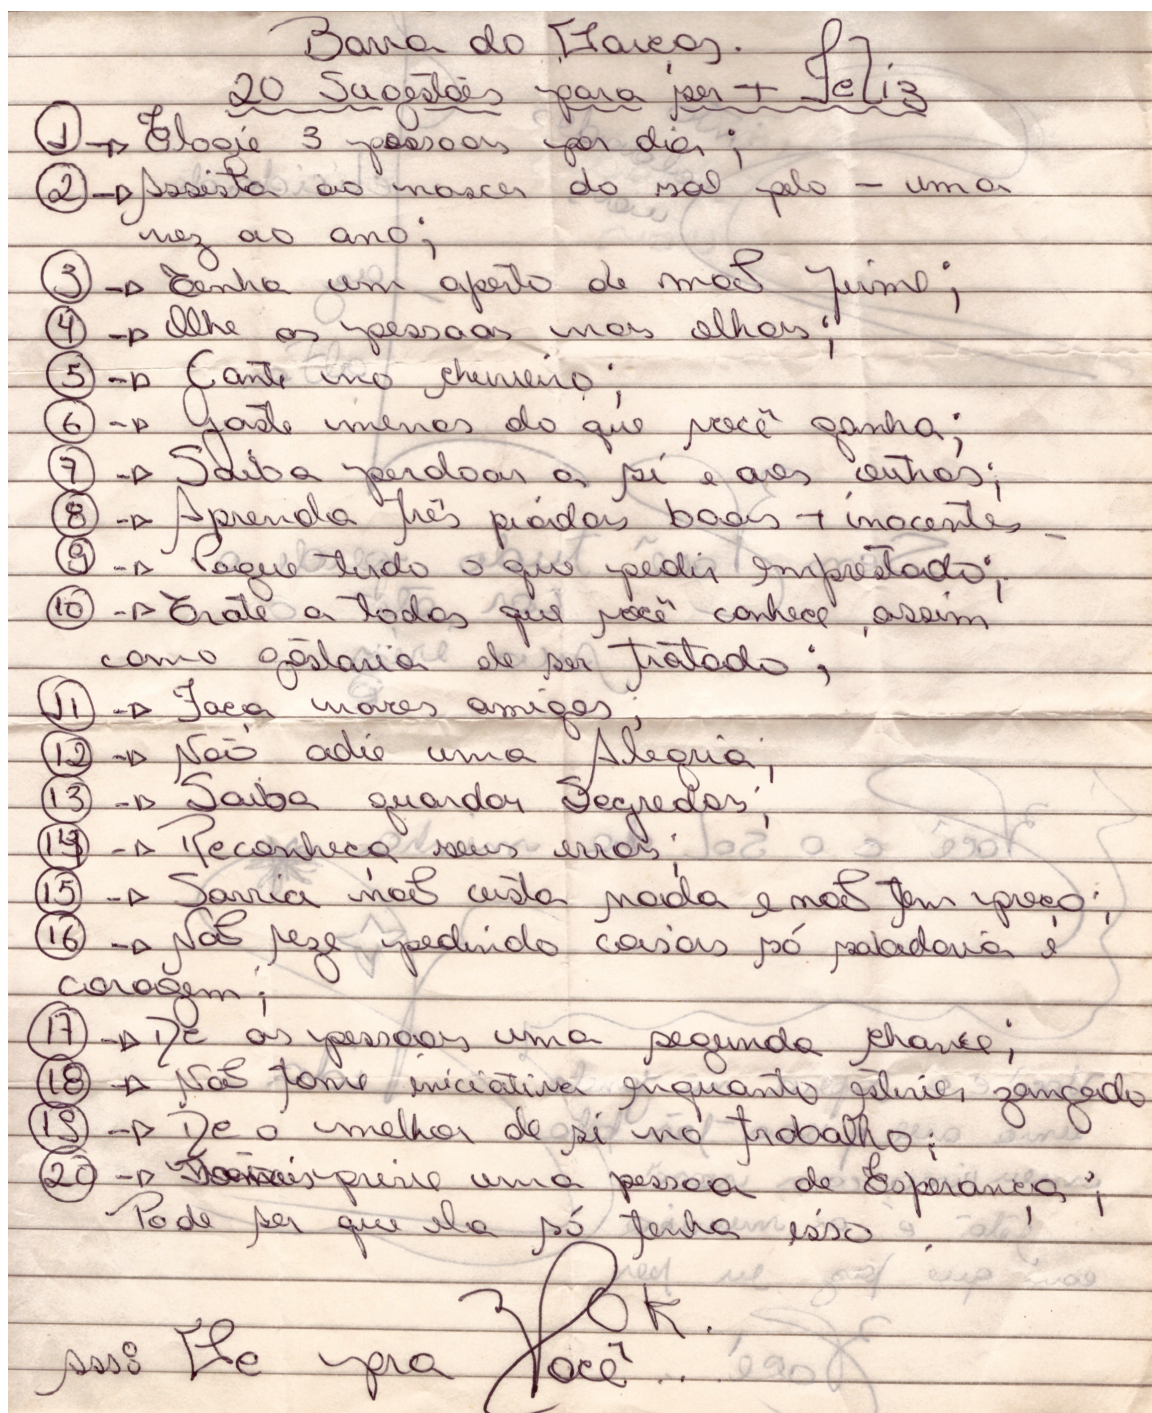 Barra do Garças.
20 Sugestões para ser + Feliz
1 → Elogie 3 pessoas por dia;
2 → Assista ao nascer do sol pelo - uma
vez ao ano;
3 → Tenha um aperto de mão firme;
4 → Olhe as pessoas nos olhos;
5 → Cante no chuveiro;
6 → Gaste menos do que você ganha;
7 → Saiba perdoar a si e aos outros;
8 → Aprenda três piadas boas + inocentes
9 → Pague tudo o que pedir emprestado;
10 → Trate a todos que você conhece assim
como gostaria de ser tratado;
11 → Faça novos amigos;
12 → Não adie uma Alegria;
13 → Saiba guardar Segredos;
14 → Reconheça seus erros;
15 → Sorria não custa nada e não tem preço;
16 → Não reze pedindo coisas só sabedoria e
coragem;
17 → De as pessoas uma segunda chance;
18 → Não tome iniciativa enquanto estiver zangado
19 → De o melhor de si no trabalho;
20 → prive uma pessoa de Esperança;
Pode ser que ela só tenha isso.
OK.
pra Você...